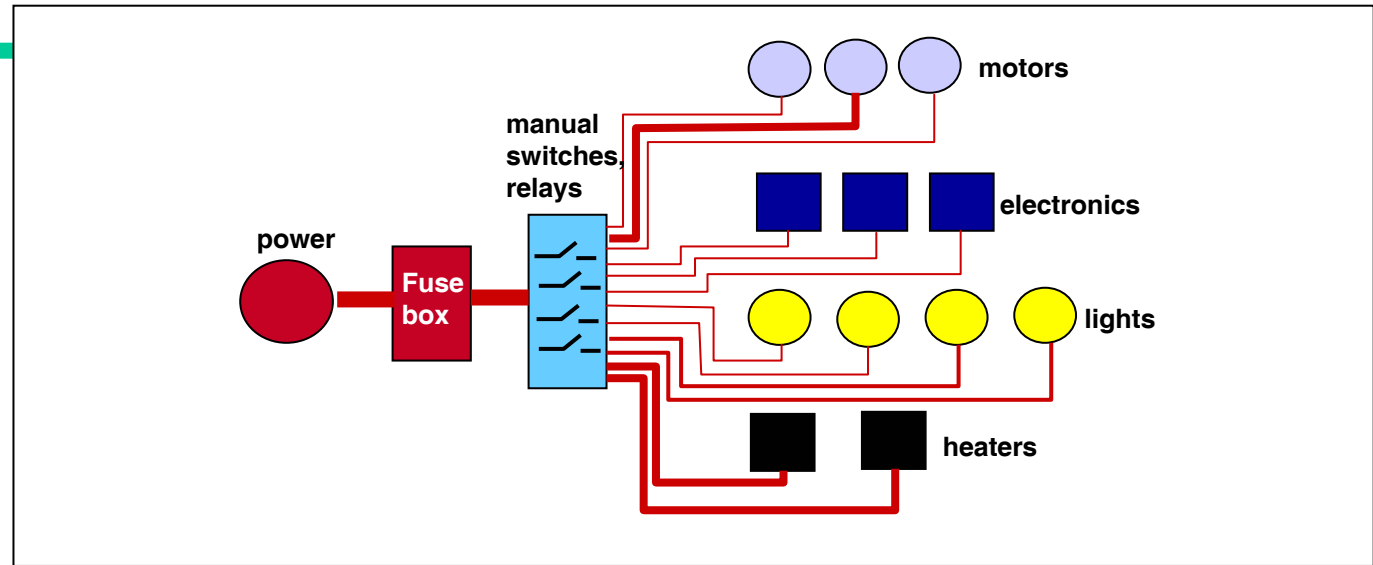 motors
manual
switches,
relays
electronics
power
Fuse
box
lights
heaters